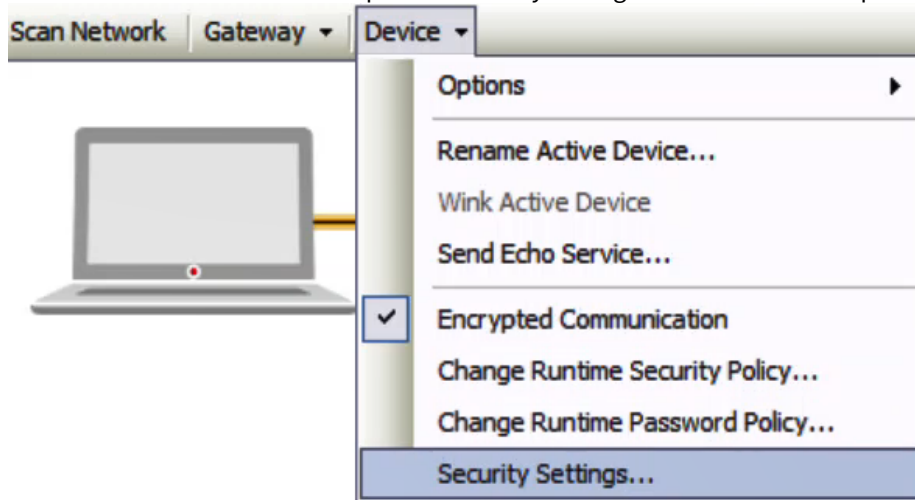 Scan Network Gateway Device
Options
Rename Active Device...
Wink Active Device
Send Echo Service...
Encrypted Communication
Change Runtime Security Policy...
Change Runtime Password Policy...
Security Settings...